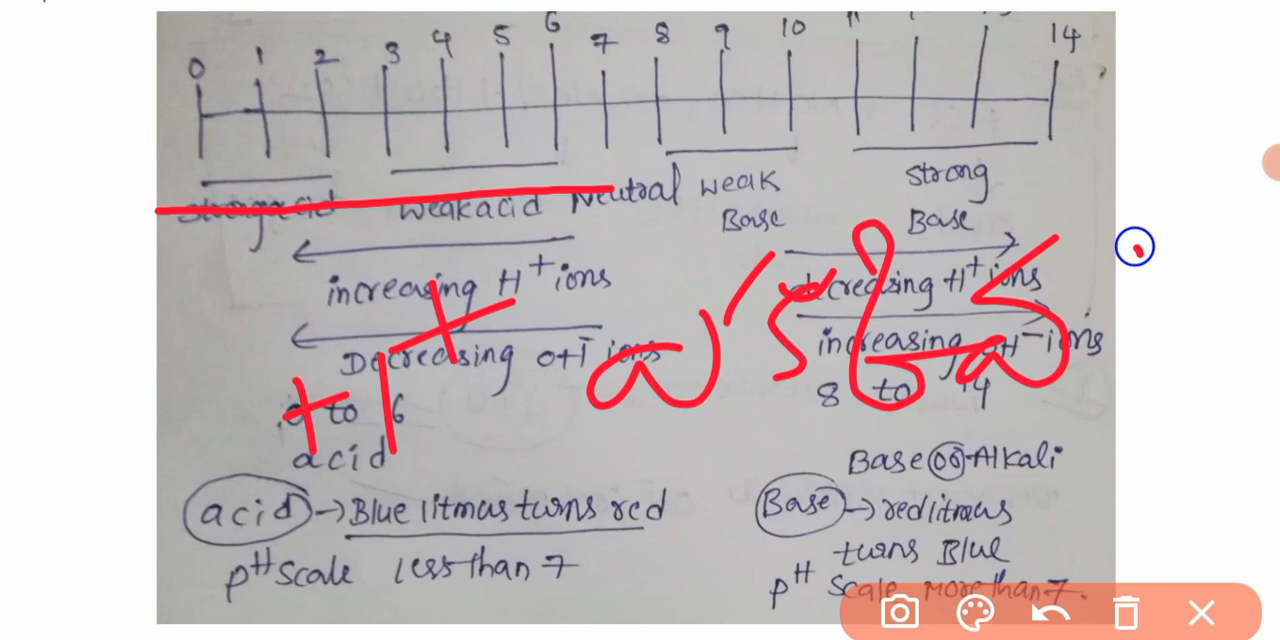 0 1 2 3 4 5 6 7 8 9 10 11 14
weak acid Neutral weak Base strong Base
increasing H+ ions
Decreasing OH- ions
decreasing H+ ions
increasing OH- ions
0 to 6
acid
8 to 14
Base (or) Alkali
acid → Blue litmus turns red
pH scale less than 7
Base → red litmus
turns Blue
pH scale more than 7.